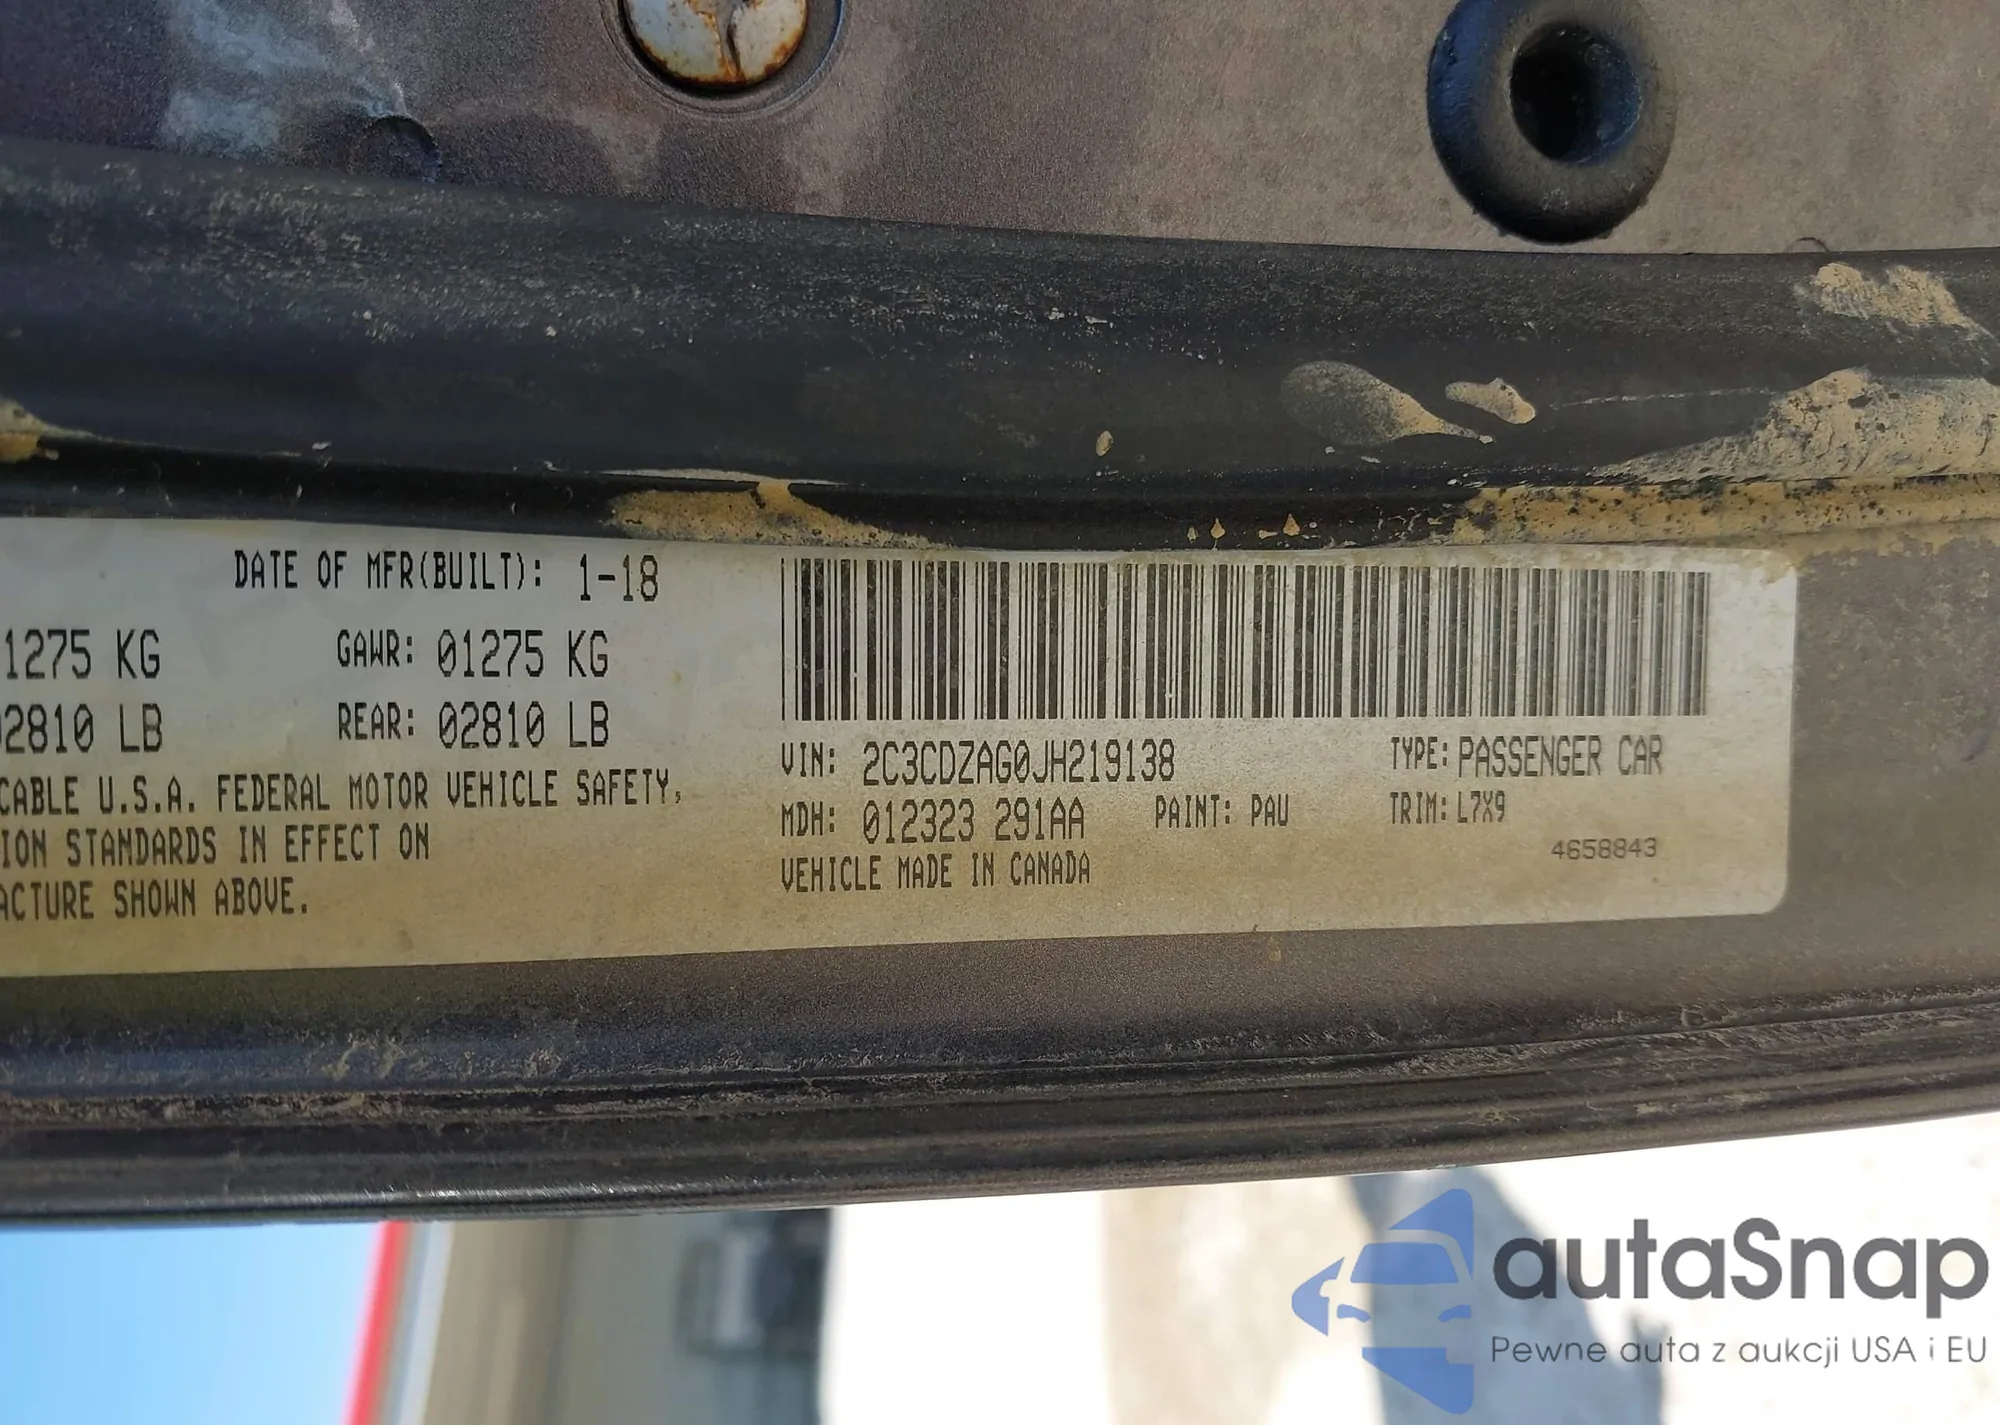 DATE OF MFR(BUILT): 1-18
1275 KG GAWR: 01275 KG
02810 LB REAR: 02810 LB
CABLE U.S.A. FEDERAL MOTOR VEHICLE SAFETY,
ION STANDARDS IN EFFECT ON
ACTURE SHOWN ABOVE.
VIN: 2C3CDZAG0JH219138 TYPE: PASSENGER CAR
MDH: 012323 291AA PAINT: PAU TRIM: L7X9
4658843
VEHICLE MADE IN CANADA
autaSnap
Pewne auta z aukcji USA i EU